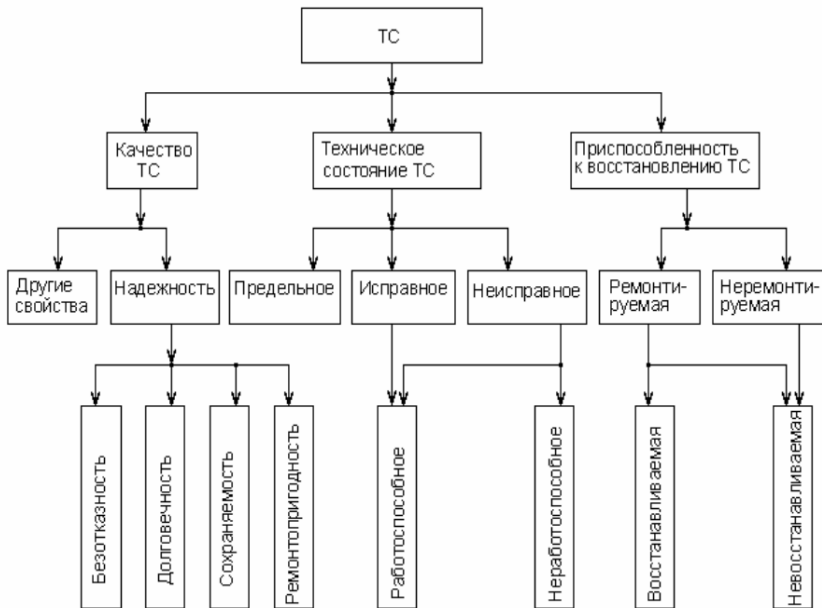 ТС
Качество
ТС
Техническое
состояние ТС
Приспособленность
к восстановлению ТС
Другие
свойства
Надежность
Предельное
Исправное
Неисправное
Ремонти-
руемая
Неремонти-
руемая
Безотказность
Долговечность
Сохраняемость
Ремонтопригодность
Работоспособное
Неработоспособное
Восстанавливаемая
Невосстанавливаемая